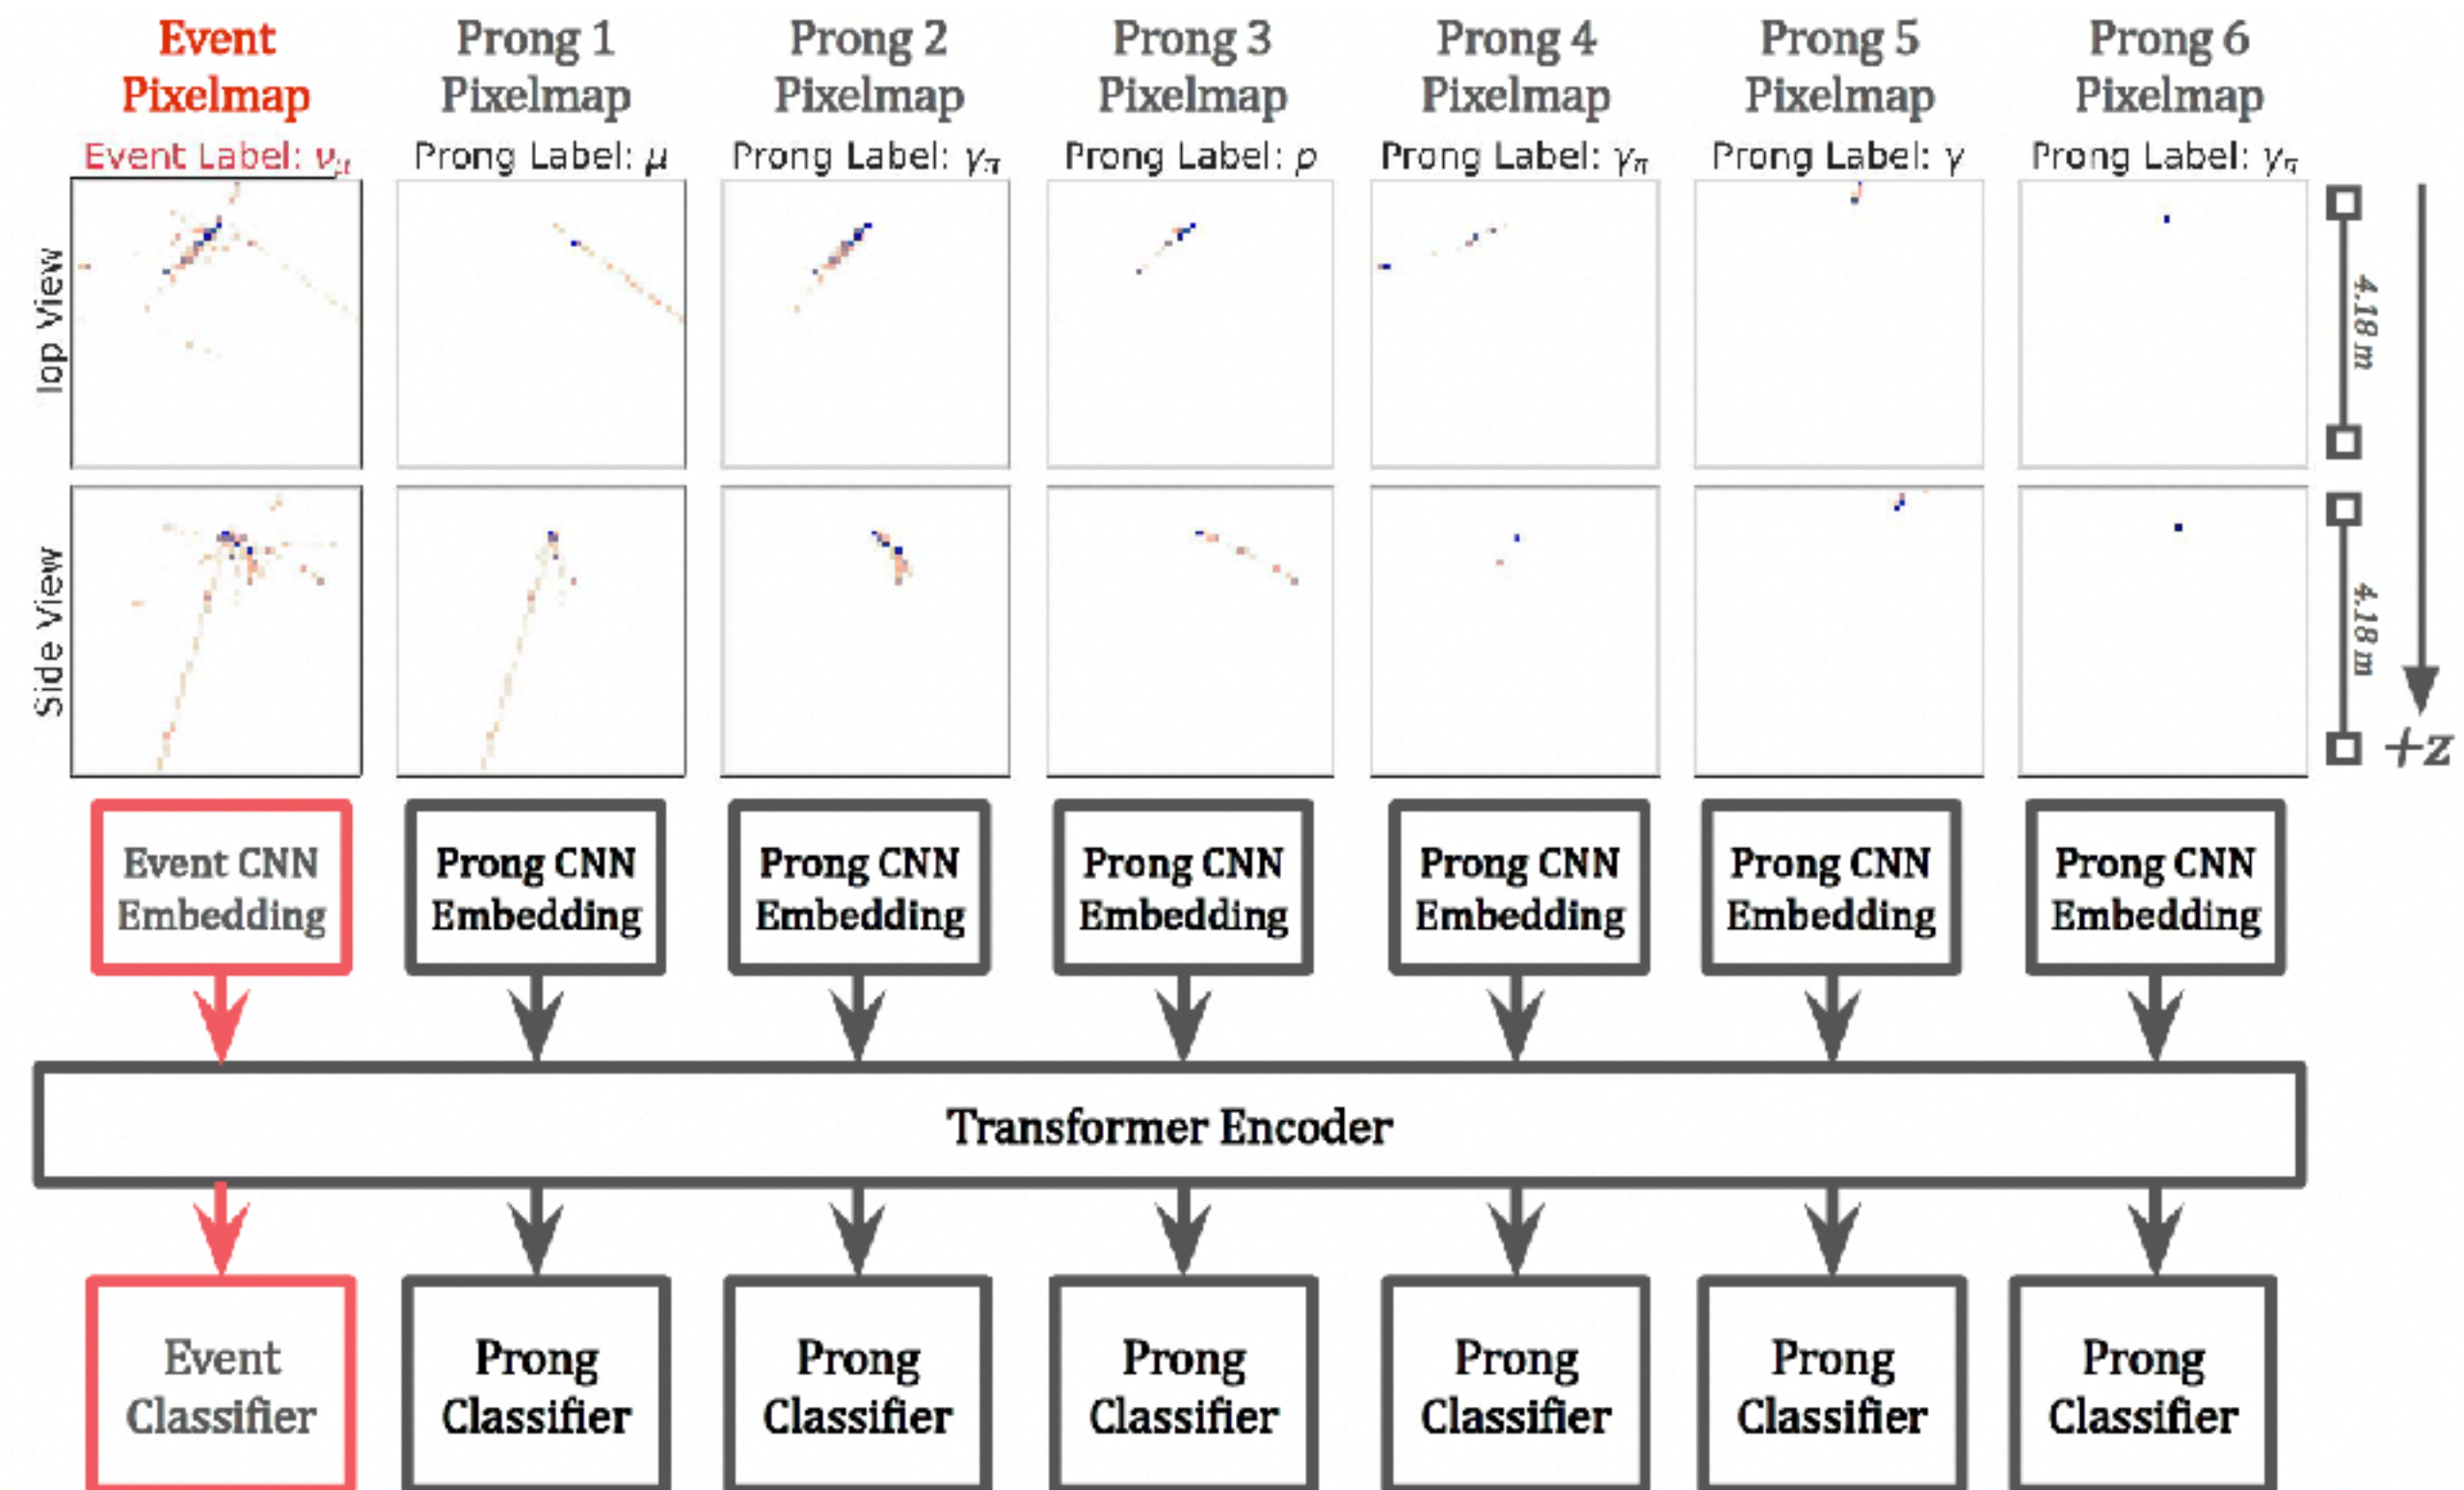 Event Pixelmap
Prong 1 Pixelmap
Prong 2 Pixelmap
Prong 3 Pixelmap
Prong 4 Pixelmap
Prong 5 Pixelmap
Prong 6 Pixelmap
Event Label: νμ
Prong Label: μ
Prong Label: γπ
Prong Label: p
Prong Label: γπ
Prong Label: γ
Prong Label: γπ
Top View
4.18 m
Side View
4.18 m
+z
Event CNN
Embedding
Prong CNN
Embedding
Prong CNN
Embedding
Prong CNN
Embedding
Prong CNN
Embedding
Prong CNN
Embedding
Prong CNN
Embedding
Transformer Encoder
Event
Classifier
Prong
Classifier
Prong
Classifier
Prong
Classifier
Prong
Classifier
Prong
Classifier
Prong
Classifier